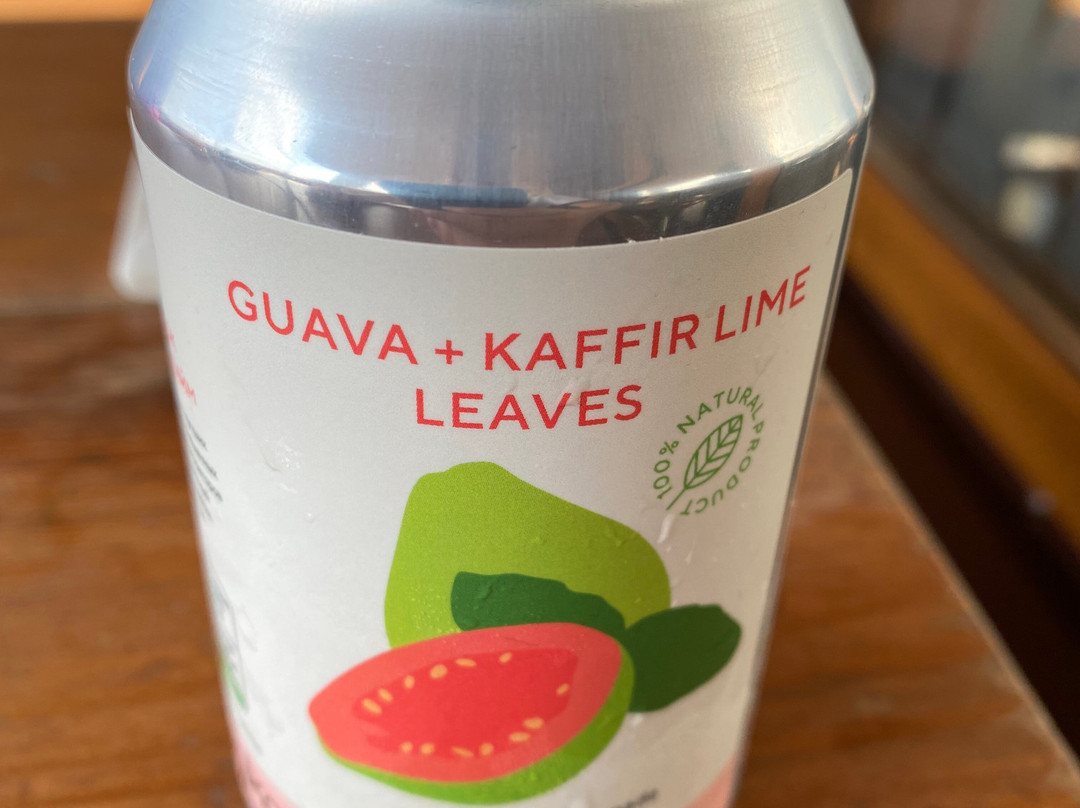 GUAVA + KAFFIR LIME
LEAVES
100% NATURAL PRODUCT